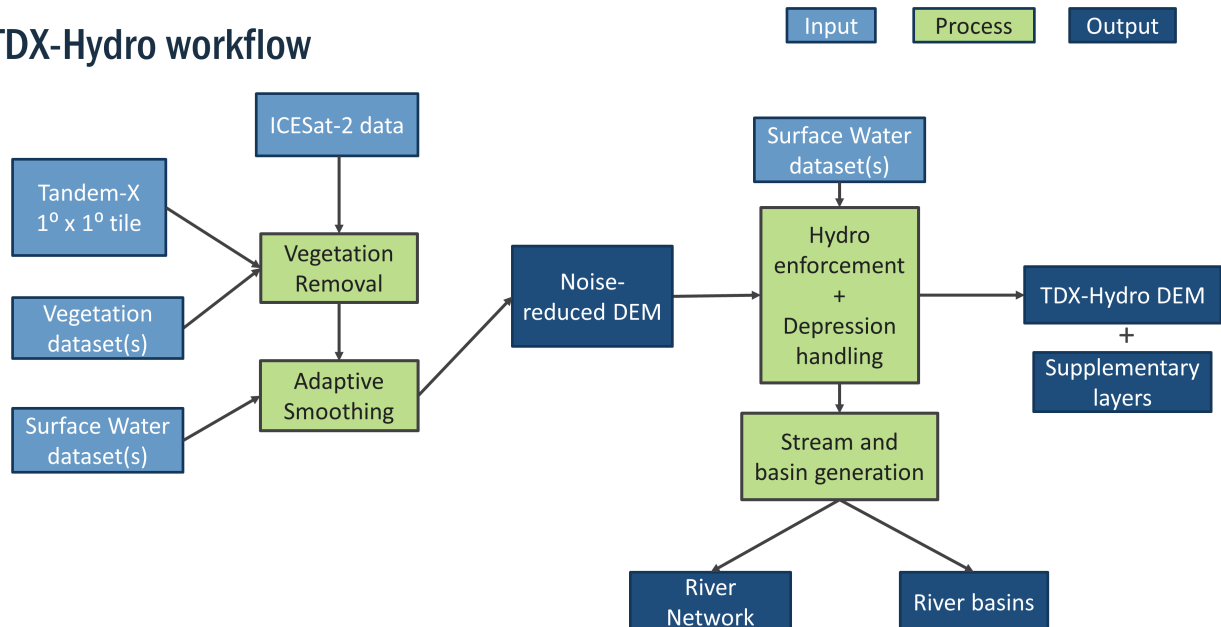 TDX-Hydro workflow
Input
Process
Output
ICESat-2 data
Tandem-X
1⁰ x 1⁰ tile
Vegetation
dataset(s)
Surface Water
dataset(s)
Vegetation
Removal
Adaptive
Smoothing
Noise-
reduced DEM
Surface Water
dataset(s)
Hydro
enforcement
+
Depression
handling
Stream and
basin generation
TDX-Hydro DEM
+
Supplementary
layers
River
Network
River basins